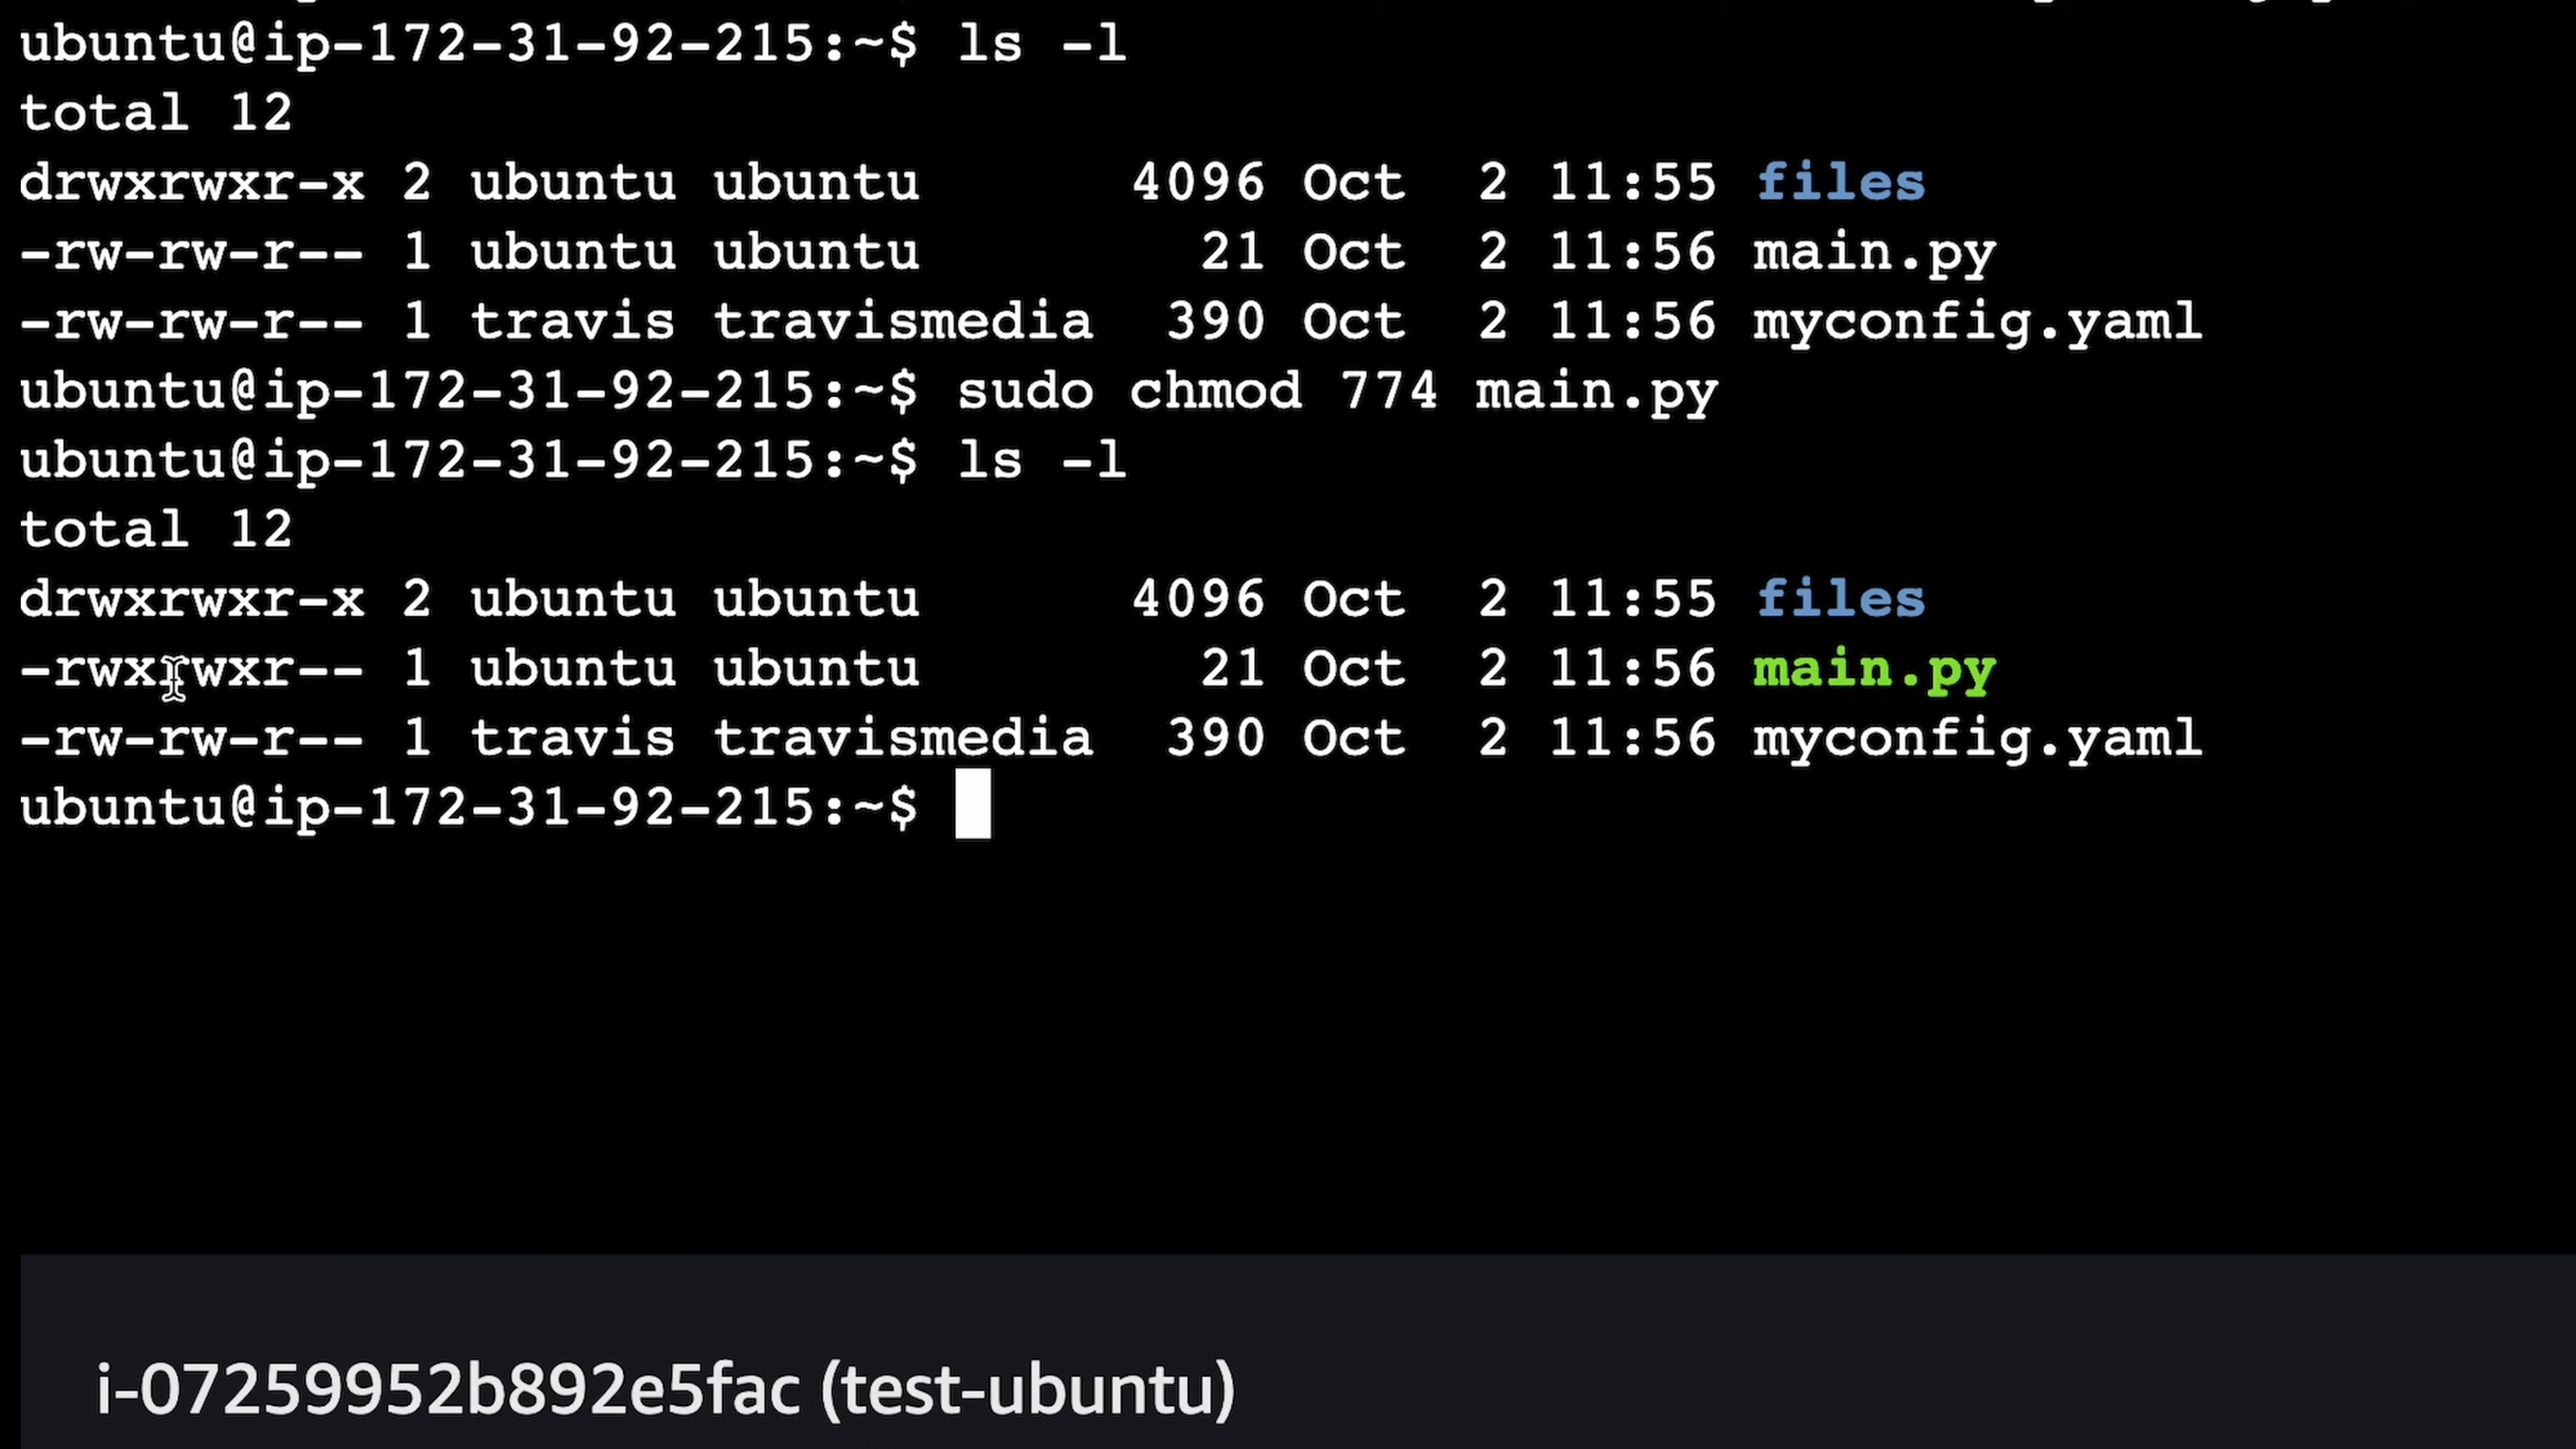 ubuntu@ip-172-31-92-215:~$ ls -l
total 12
drwxrwxr-x 2 ubuntu ubuntu 4096 Oct 2 11:55 files
-rw-rw-r-- 1 ubuntu ubuntu 21 Oct 2 11:56 main.py
-rw-rw-r-- 1 travis travismedia 390 Oct 2 11:56 myconfig.yaml
ubuntu@ip-172-31-92-215:~$ sudo chmod 774 main.py
ubuntu@ip-172-31-92-215:~$ ls -l
total 12
drwxrwxr-x 2 ubuntu ubuntu 4096 Oct 2 11:55 files
-rwxrwxr-- 1 ubuntu ubuntu 21 Oct 2 11:56 main.py
-rw-rw-r-- 1 travis travismedia 390 Oct 2 11:56 myconfig.yaml
ubuntu@ip-172-31-92-215:~$
i-07259952b892e5fac (test-ubuntu)